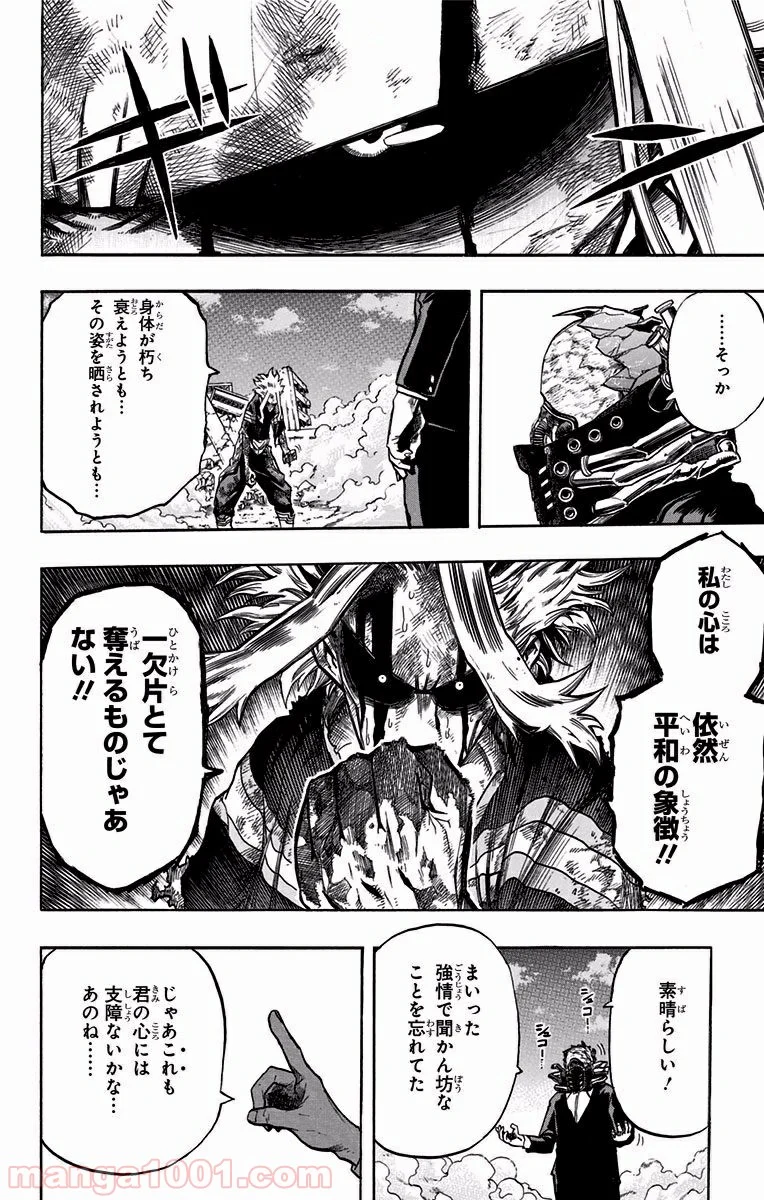 ……そっか
身体が朽ち
衰えようとも…
その姿を晒されようとも…
私の心は
依然
平和の象徴!!
一欠片とて
奪えるものじゃあ
ない!!
素晴らしい!
まいった
強情で聞かん坊な
ことを忘れてた
シュコー
シュコー
じゃあこれも
君の心には
支障ないかな…
あのね……
manga1001.com